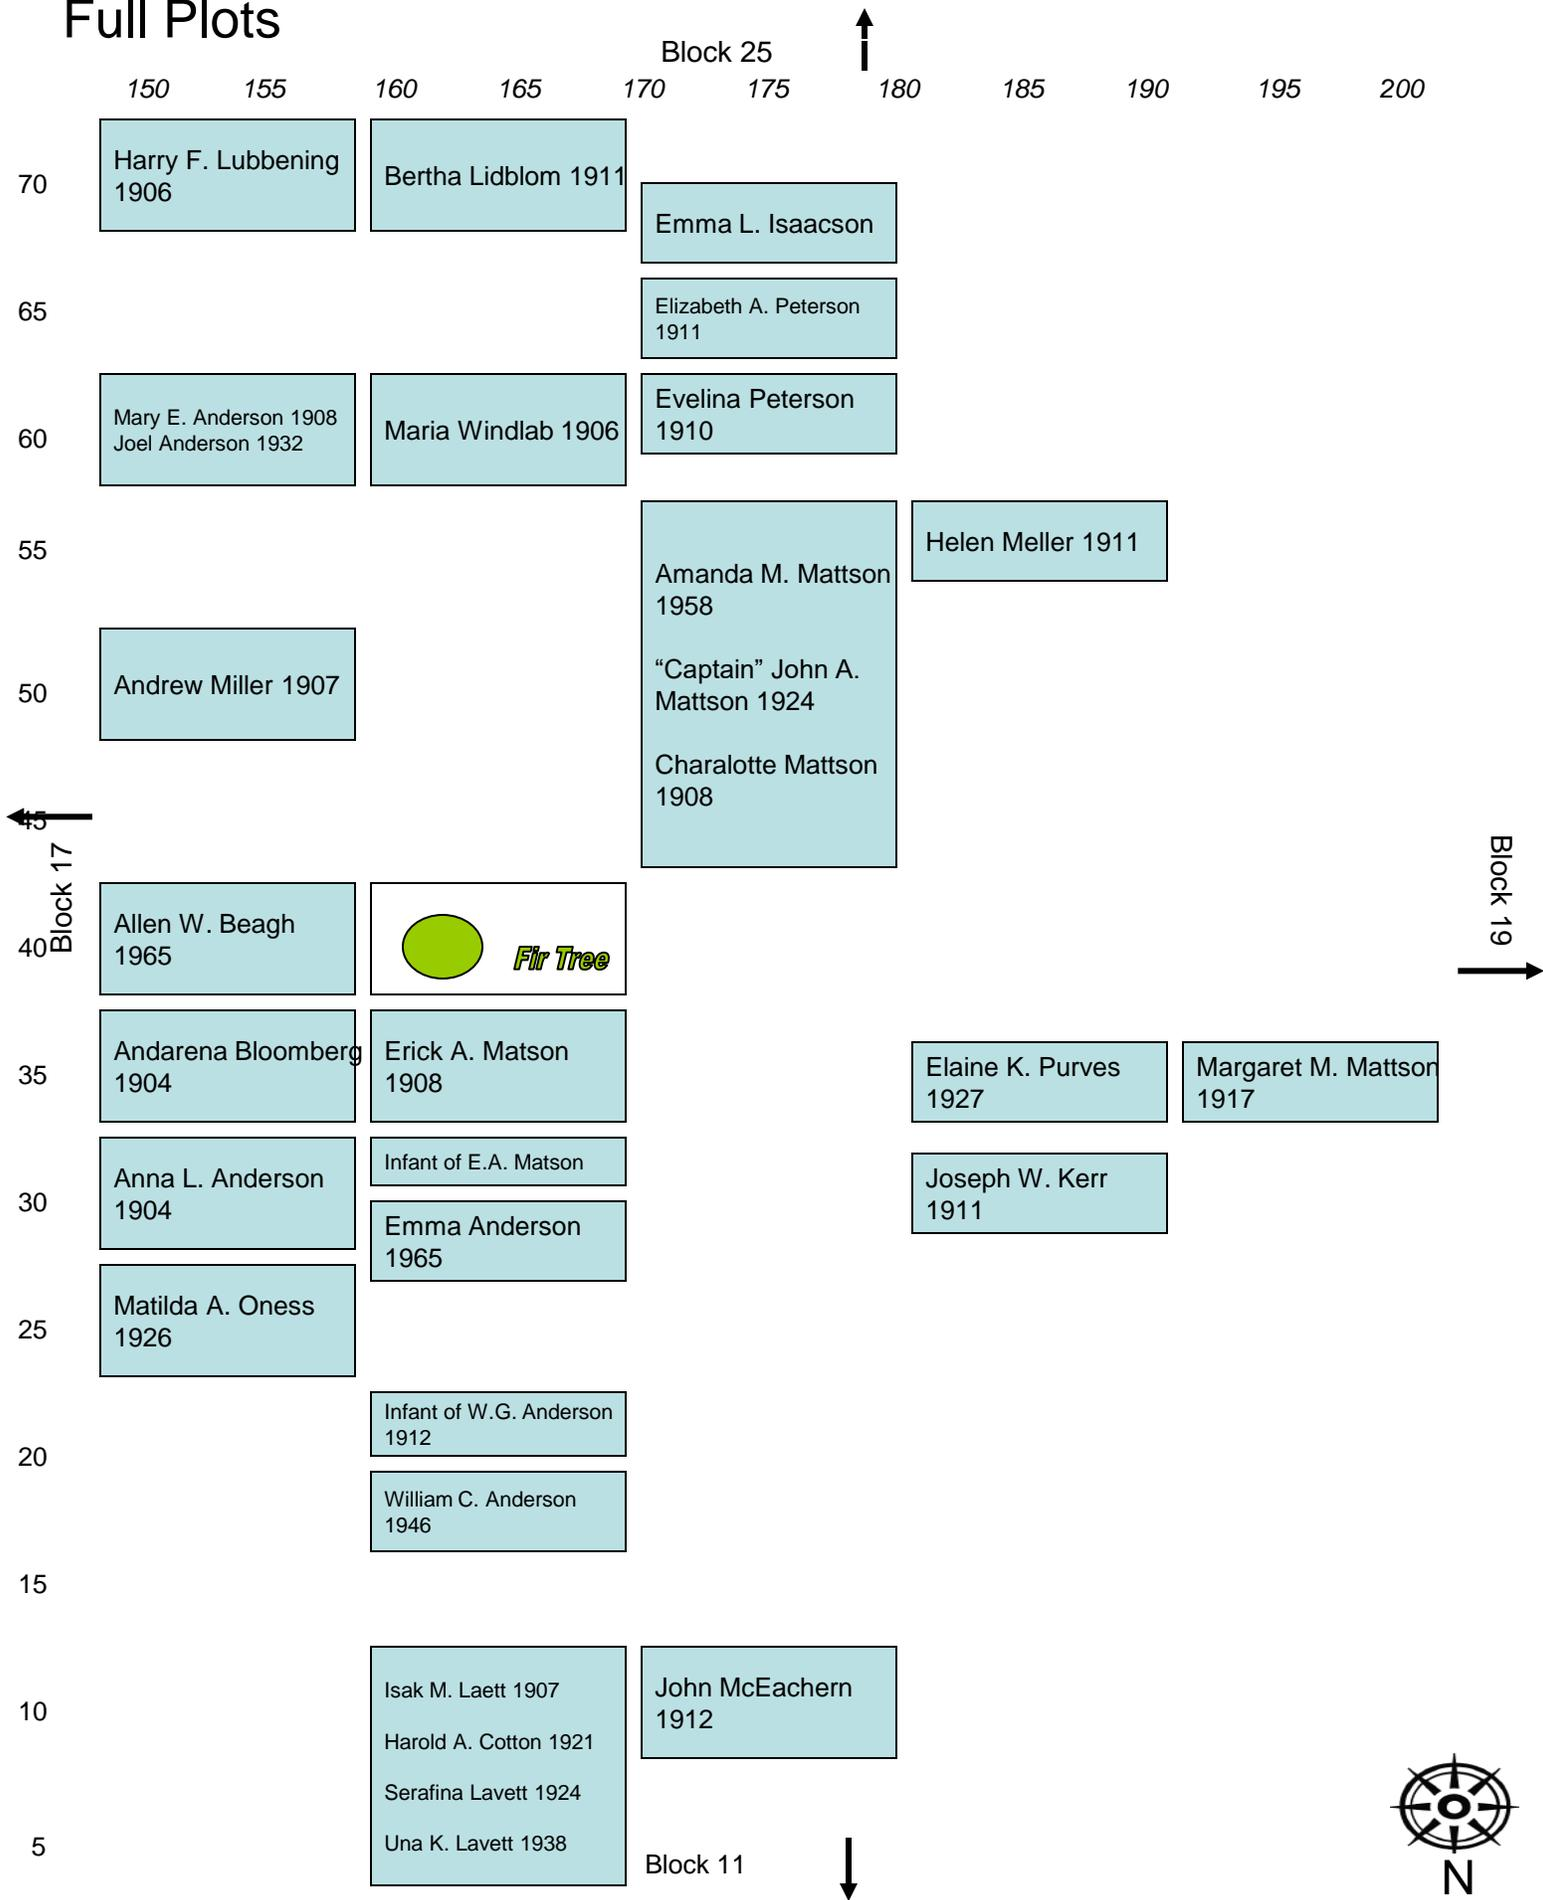 Full Plots
Block 25
150 155 160 165 170 175 180 185 190 195 200
70
65
60
55
50
45
40
35
30
25
20
15
10
5
Harry F. Lubbening
1906
Bertha Lidblom 1911
Emma L. Isaacson
Elizabeth A. Peterson
1911
Mary E. Anderson 1908
Joel Anderson 1932
Maria Windlab 1906
Evelina Peterson
1910
Amanda M. Mattson
1958
“Captain” John A.
Mattson 1924
Charalotte Mattson
1908
Helen Meller 1911
Andrew Miller 1907
Block 17
Block 19
Allen W. Beagh
1965
Fir Tree
Andarena Bloomberg
1904
Erick A. Matson
1908
Elaine K. Purves
1927
Margaret M. Mattson
1917
Anna L. Anderson
1904
Infant of E.A. Matson
Emma Anderson
1965
Joseph W. Kerr
1911
Matilda A. Oness
1926
Infant of W.G. Anderson
1912
William C. Anderson
1946
Isak M. Laett 1907
Harold A. Cotton 1921
Serafina Lavett 1924
Una K. Lavett 1938
John McEachern
1912
Block 11
N